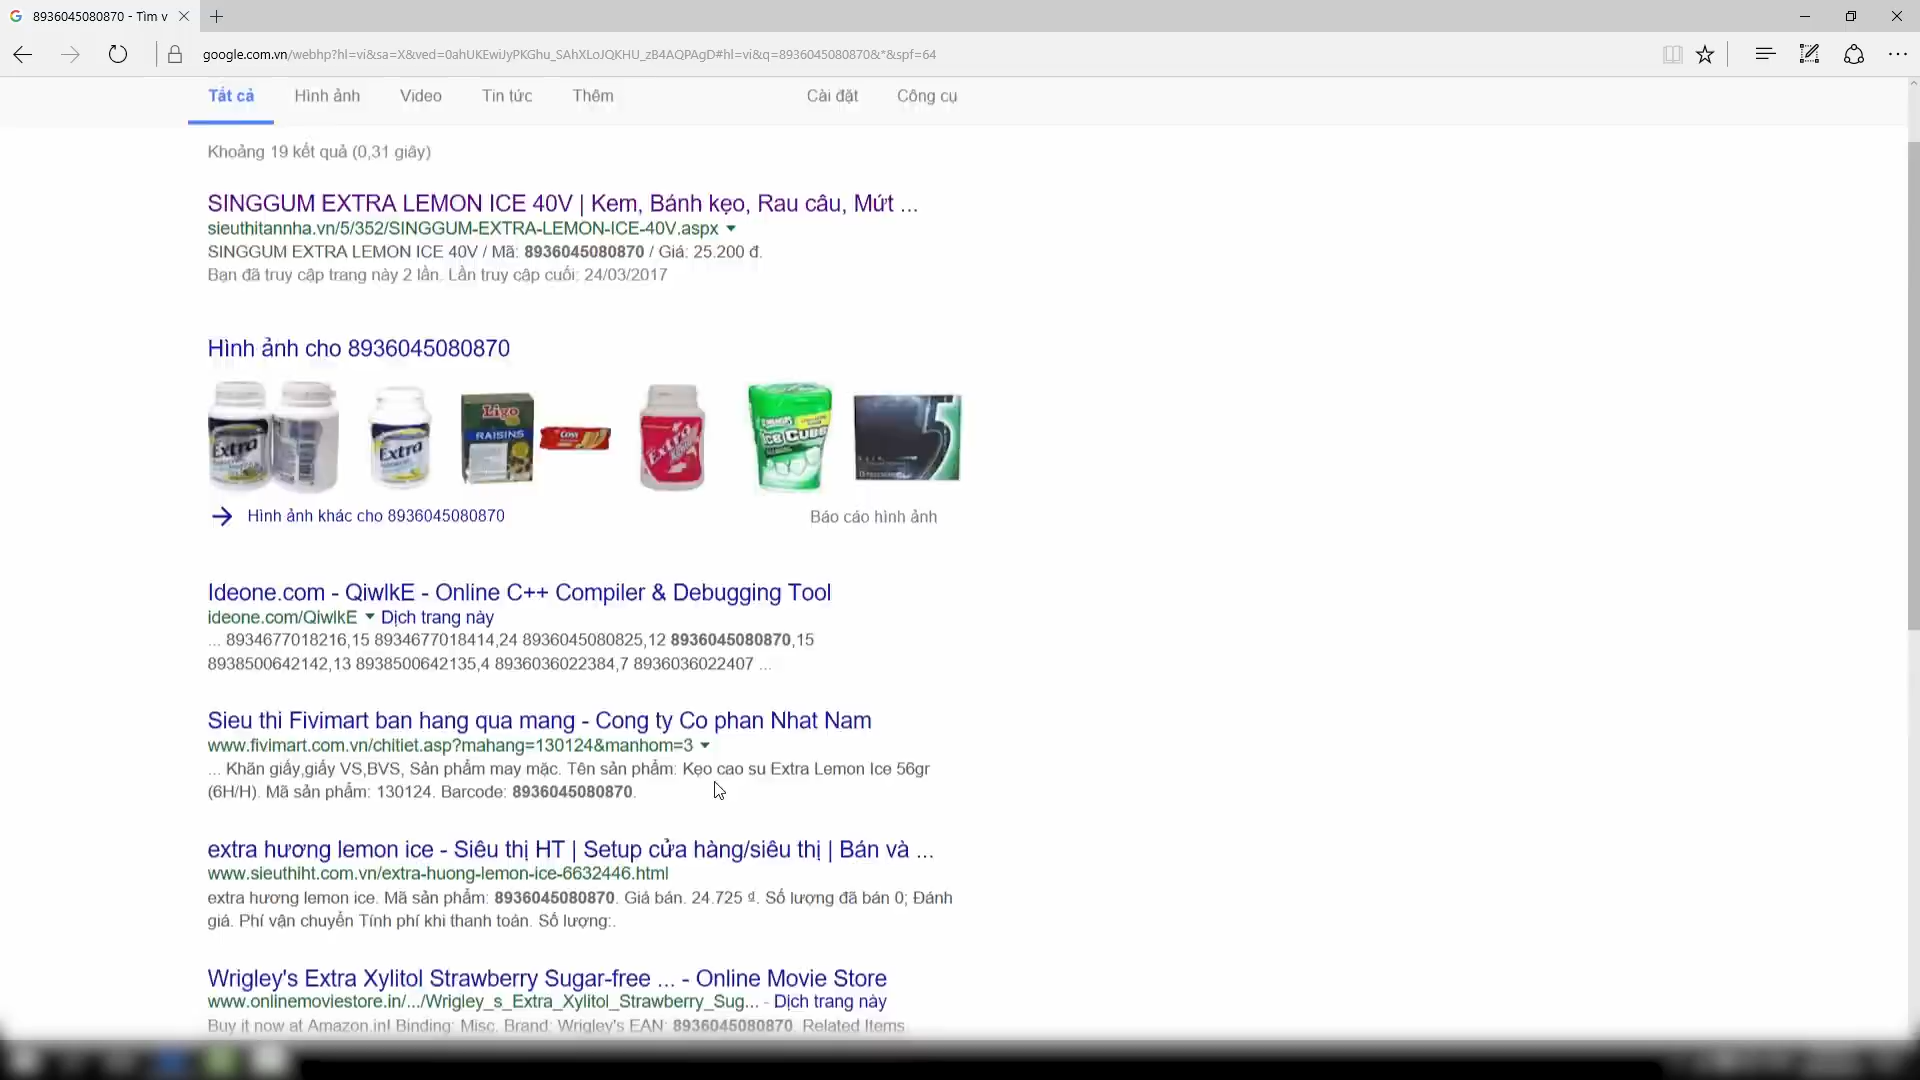 8936045080870 - Tìm v
google.com.vn/webhp?hl=vi&sa=X&ved=0ahUKEwiJyPKGhu_SAhXLoJQKHU_zB4AQPAgD#hl=vi&q=8936045080870&*&spf=64
Tất cả Hình ảnh Video Tin tức Thêm Cài đặt Công cụ
Khoảng 19 kết quả (0,31 giây)
SINGGUM EXTRA LEMON ICE 40V | Kem, Bánh kẹo, Rau câu, Mứt ...
sieuthitannha.vn/5/352/SINGGUM-EXTRA-LEMON-ICE-40V.aspx
SINGGUM EXTRA LEMON ICE 40V / Mã: 8936045080870 / Giá: 25.200 đ.
Bạn đã truy cập trang này 2 lần. Lần truy cập cuối: 24/03/2017
Hình ảnh cho 8936045080870
Extra Extra Ligo RAISINS COSY Extra ICE CUBES 5
Hình ảnh khác cho 8936045080870 Báo cáo hình ảnh
Ideone.com - QiwlkE - Online C++ Compiler & Debugging Tool
ideone.com/QiwlkE Dịch trang này
... 8934677018216,15 8934677018414,24 8936045080825,12 8936045080870,15
8938500642142,13 8938500642135,4 8936036022384,7 8936036022407 ...
Sieu thi Fivimart ban hang qua mang - Cong ty Co phan Nhat Nam
www.fivimart.com.vn/chitiet.asp?mahang=130124&manhom=3
... Khăn giấy,giấy VS,BVS, Sản phẩm may mặc. Tên sản phẩm: Kẹo cao su Extra Lemon Ice 56gr
(6H/H). Mã sản phẩm: 130124. Barcode: 8936045080870.
extra hương lemon ice - Siêu thị HT | Setup cửa hàng/siêu thị | Bán và ...
www.sieuthiht.com.vn/extra-huong-lemon-ice-6632446.html
extra hương lemon ice. Mã sản phẩm: 8936045080870. Giá bán. 24.725 ₫. Số lượng đã bán 0; Đánh
giá. Phí vận chuyển Tính phí khi thanh toán. Số lượng:.
Wrigley's Extra Xylitol Strawberry Sugar-free ... - Online Movie Store
www.onlinemoviestore.in/.../Wrigley_s_Extra_Xylitol_Strawberry_Sug... - Dịch trang này
Buy it now at Amazon.in! Binding: Misc. Brand: Wrigley's EAN: 8936045080870. Related Items